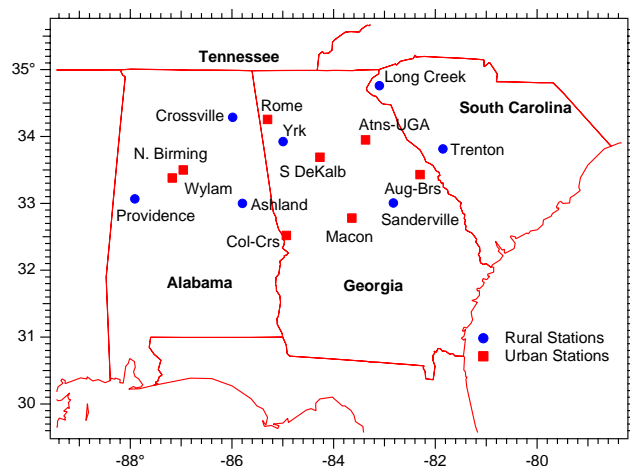 Tennessee
35°
Long Creek
Rome
Crossville
South Carolina
Yrk
Atns-UGA
34
N. Birming
S DeKalb
Trenton
Wylam
Aug-Brs
33
Providence
Ashland
Sanderville
Col-Crs
Macon
32
Alabama
Georgia
31
Rural Stations
Urban Stations
30
-88° -86 -84 -82 -80